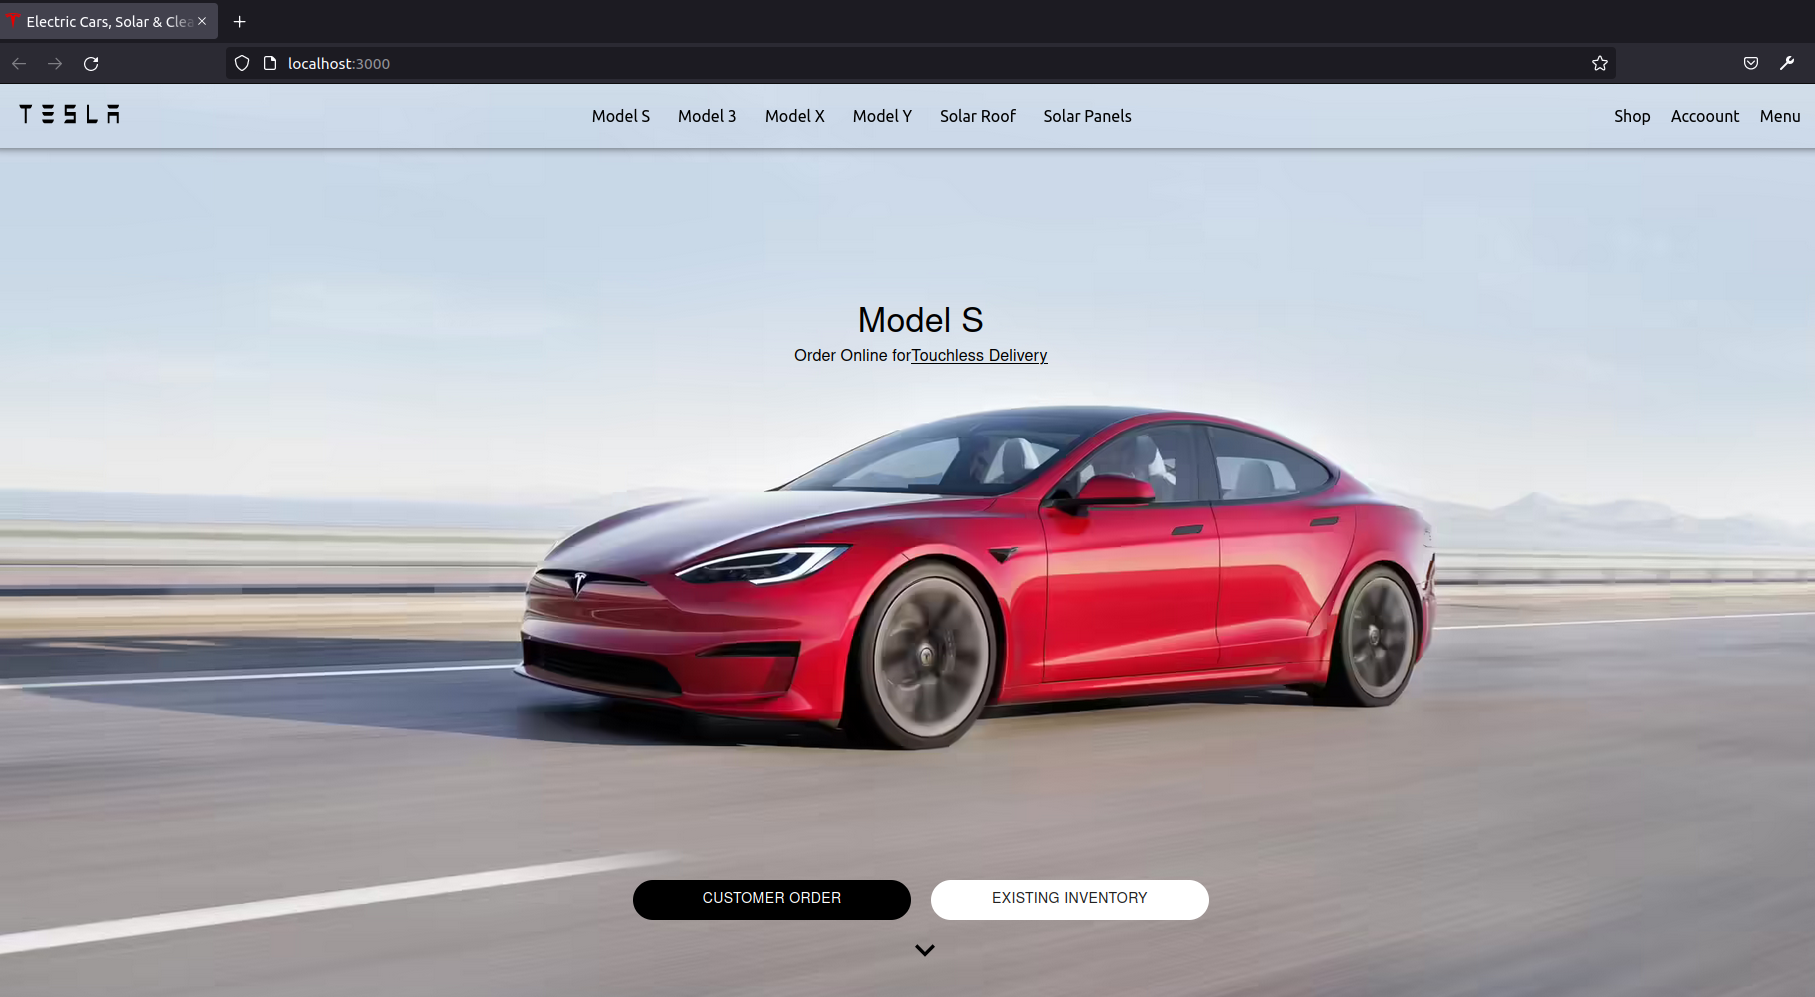 Electric Cars, Solar & Clea
localhost:3000
TESLA Model S Model 3 Model X Model Y Solar Roof Solar Panels Shop Accoount Menu
Model S
Order Online forTouchless Delivery
CUSTOMER ORDER EXISTING INVENTORY